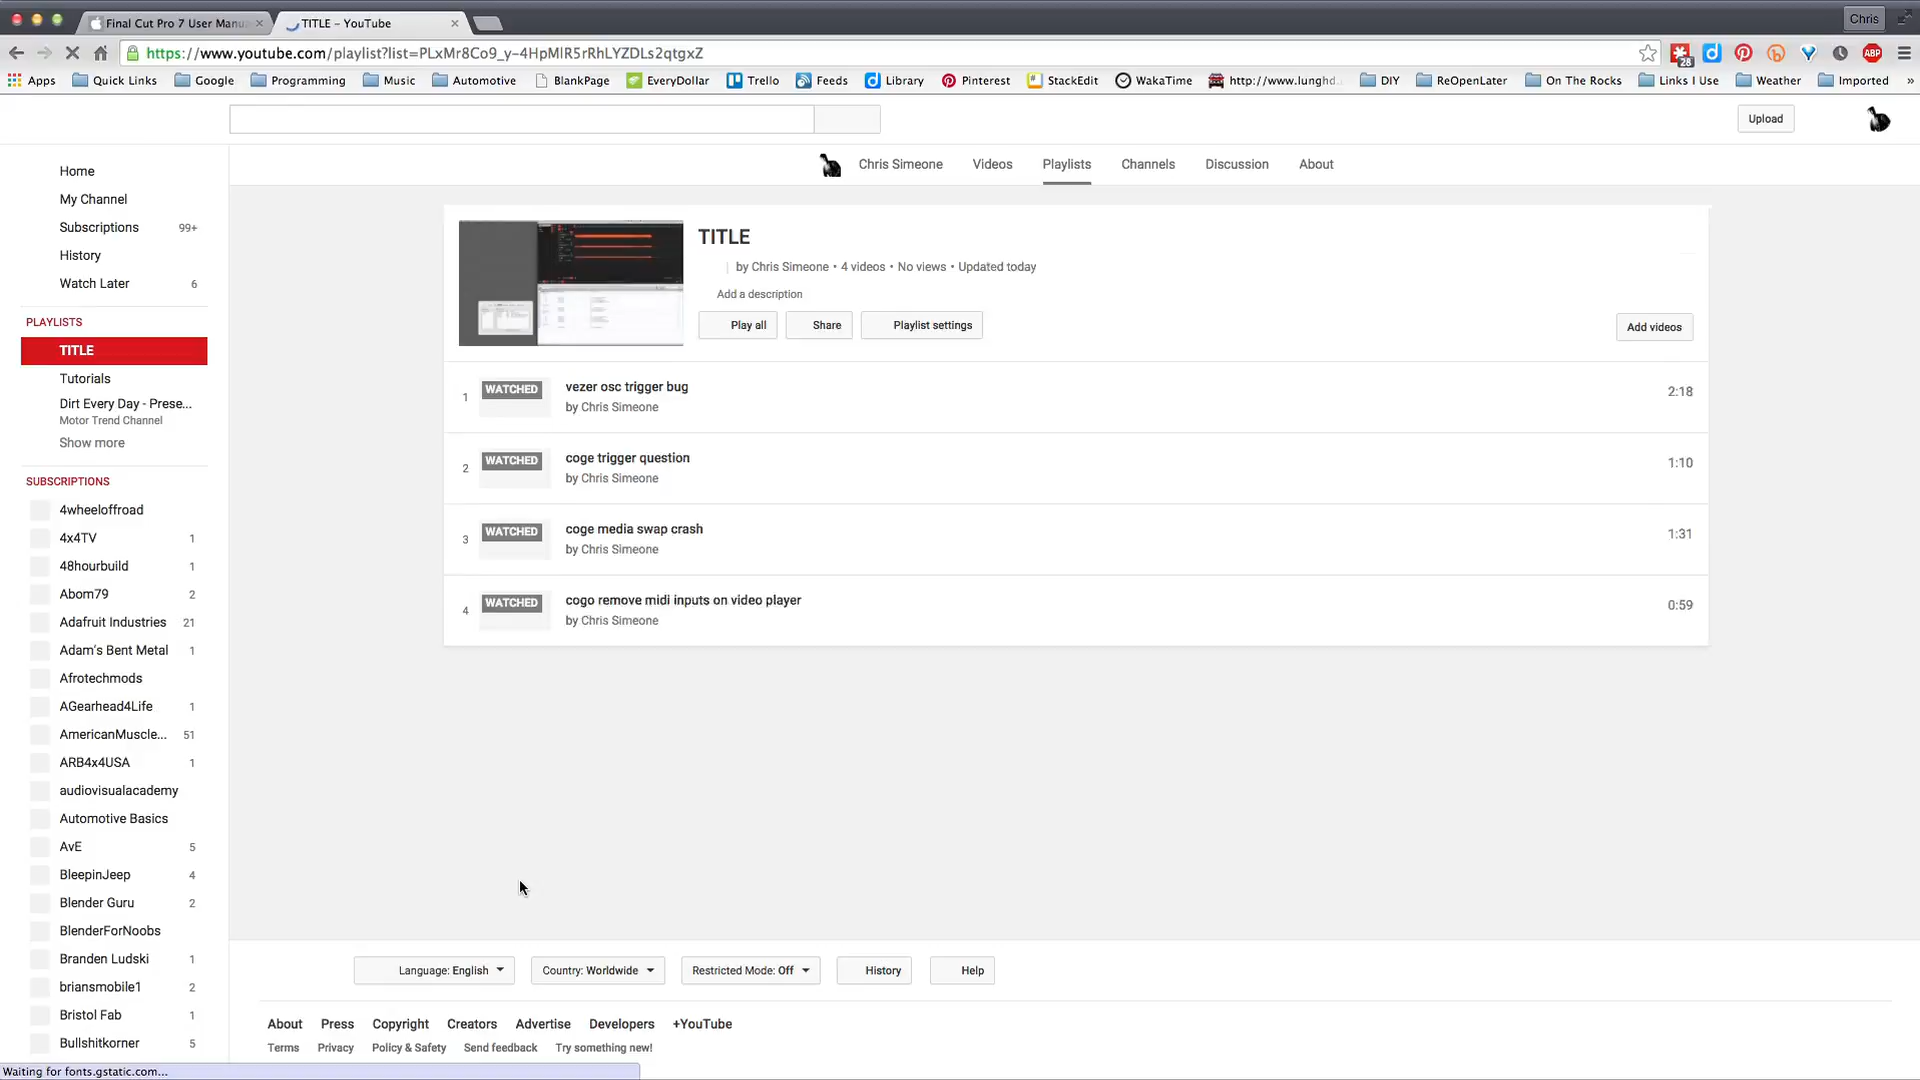 Final Cut Pro 7 User Manu
TITLE – YouTube
Chris
https://www.youtube.com/playlist?list=PLxMr8Co9_y-4HpMlR5rRhLYZDLs2qtgxZ
28
ABP
Apps Quick Links Google Programming Music Automotive BlankPage EveryDollar Trello Feeds Library Pinterest StackEdit WakaTime http://www.lunghd. DIY ReOpenLater On The Rocks Links I Use Weather Imported »
Upload
Chris Simeone Videos Playlists Channels Discussion About
Home
My Channel
Subscriptions 99+
History
Watch Later 6
PLAYLISTS
TITLE
Tutorials
Dirt Every Day - Prese...
Motor Trend Channel
Show more
SUBSCRIPTIONS
4wheeloffroad
4x4TV 1
48hourbuild 1
Abom79 2
Adafruit Industries 21
Adam's Bent Metal 1
Afrotechmods
AGearhead4Life 1
AmericanMuscle... 51
ARB4x4USA 1
audiovisualacademy
Automotive Basics
AvE 5
BleepinJeep 4
Blender Guru 2
BlenderForNoobs
Branden Ludski 1
briansmobile1 2
Bristol Fab 1
Bullshitkorner 5
TITLE
by Chris Simeone • 4 videos • No views • Updated today
Add a description
Play all Share Playlist settings
Add videos
1 WATCHED vezer osc trigger bug 2:18
by Chris Simeone
2 WATCHED coge trigger question 1:10
by Chris Simeone
3 WATCHED coge media swap crash 1:31
by Chris Simeone
4 WATCHED cogo remove midi inputs on video player 0:59
by Chris Simeone
Language: English Country: Worldwide Restricted Mode: Off History Help
About Press Copyright Creators Advertise Developers +YouTube
Terms Privacy Policy & Safety Send feedback Try something new!
Waiting for fonts.gstatic.com...